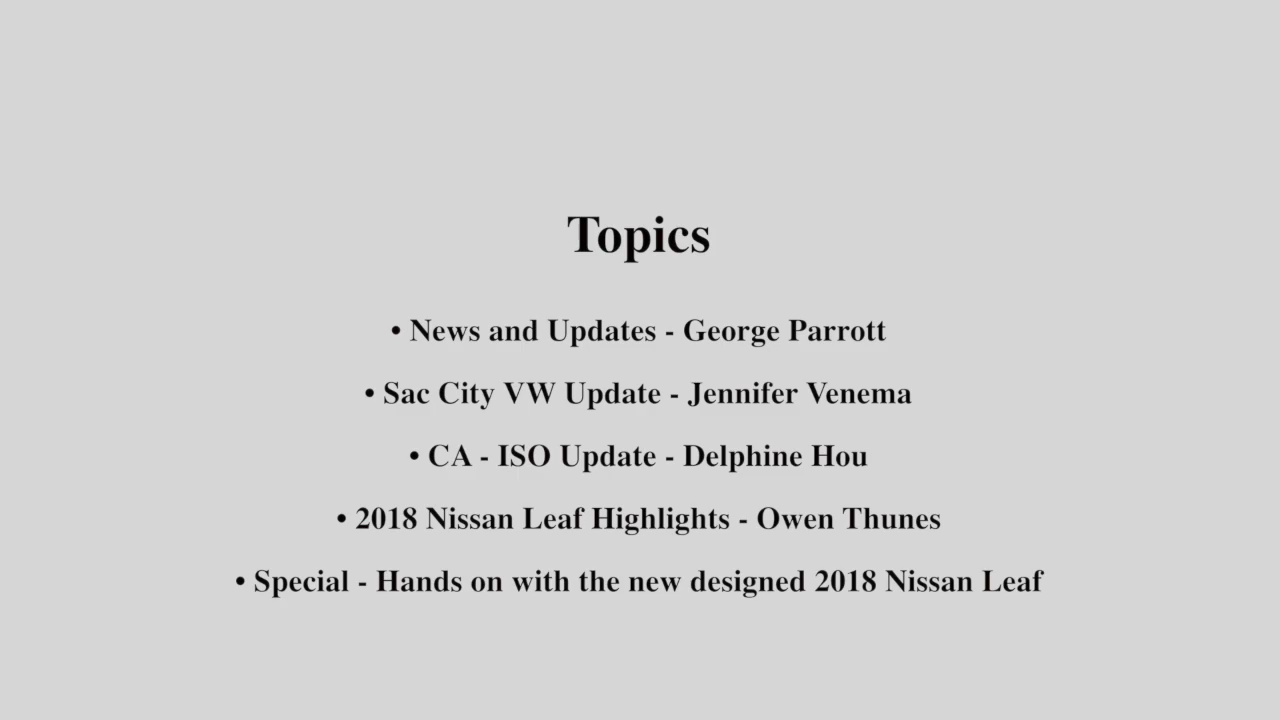 Topics
• News and Updates - George Parrott
• Sac City VW Update - Jennifer Venema
• CA - ISO Update - Delphine Hou
• 2018 Nissan Leaf Highlights - Owen Thunes
• Special - Hands on with the new designed 2018 Nissan Leaf